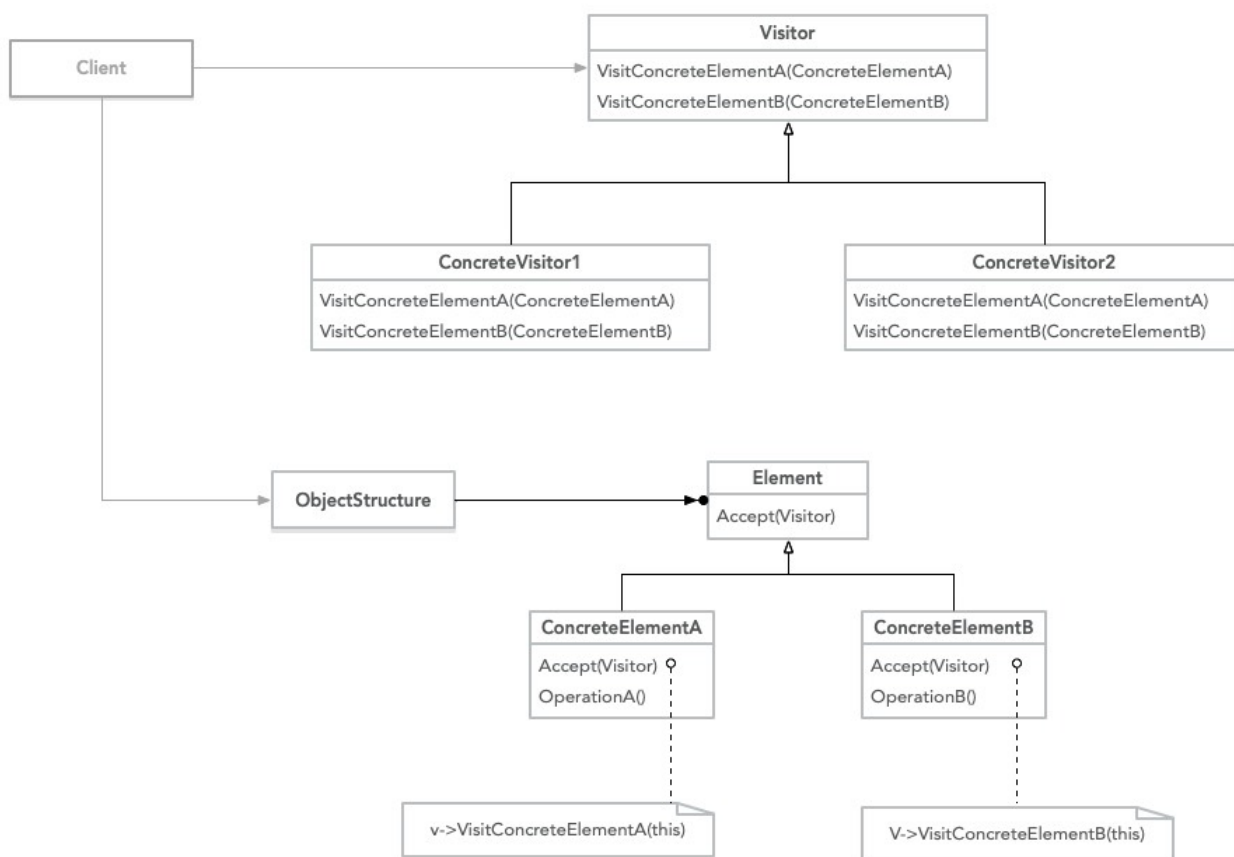 Client
Visitor
VisitConcreteElementA(ConcreteElementA)
VisitConcreteElementB(ConcreteElementB)
ConcreteVisitor1
VisitConcreteElementA(ConcreteElementA)
VisitConcreteElementB(ConcreteElementB)
ConcreteVisitor2
VisitConcreteElementA(ConcreteElementA)
VisitConcreteElementB(ConcreteElementB)
ObjectStructure
Element
Accept(Visitor)
ConcreteElementA
Accept(Visitor)
OperationA()
ConcreteElementB
Accept(Visitor)
OperationB()
v->VisitConcreteElementA(this)
V->VisitConcreteElementB(this)